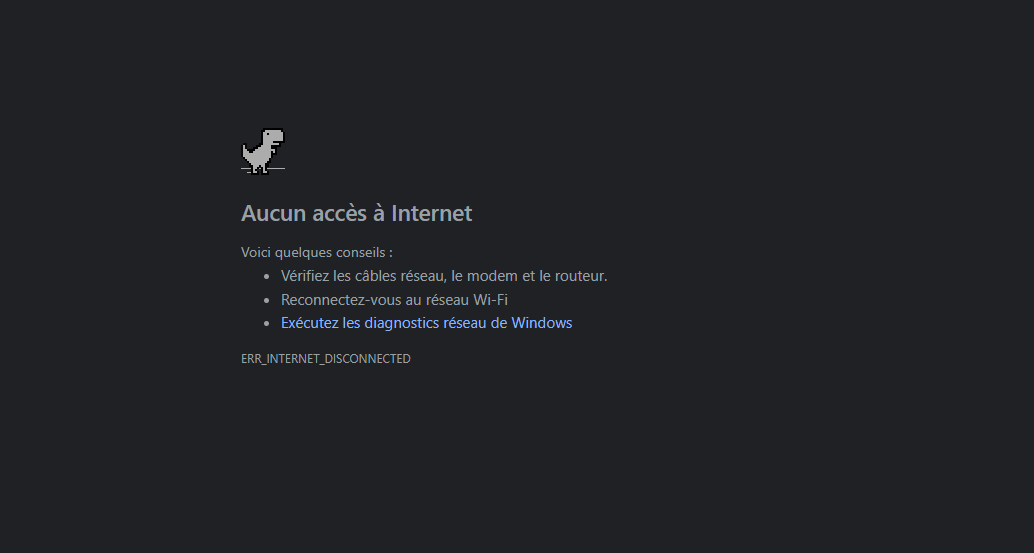 Aucun accès à Internet
Voici quelques conseils :
Vérifiez les câbles réseau, le modem et le routeur.
Reconnectez-vous au réseau Wi-Fi
Exécutez les diagnostics réseau de Windows
ERR_INTERNET_DISCONNECTED